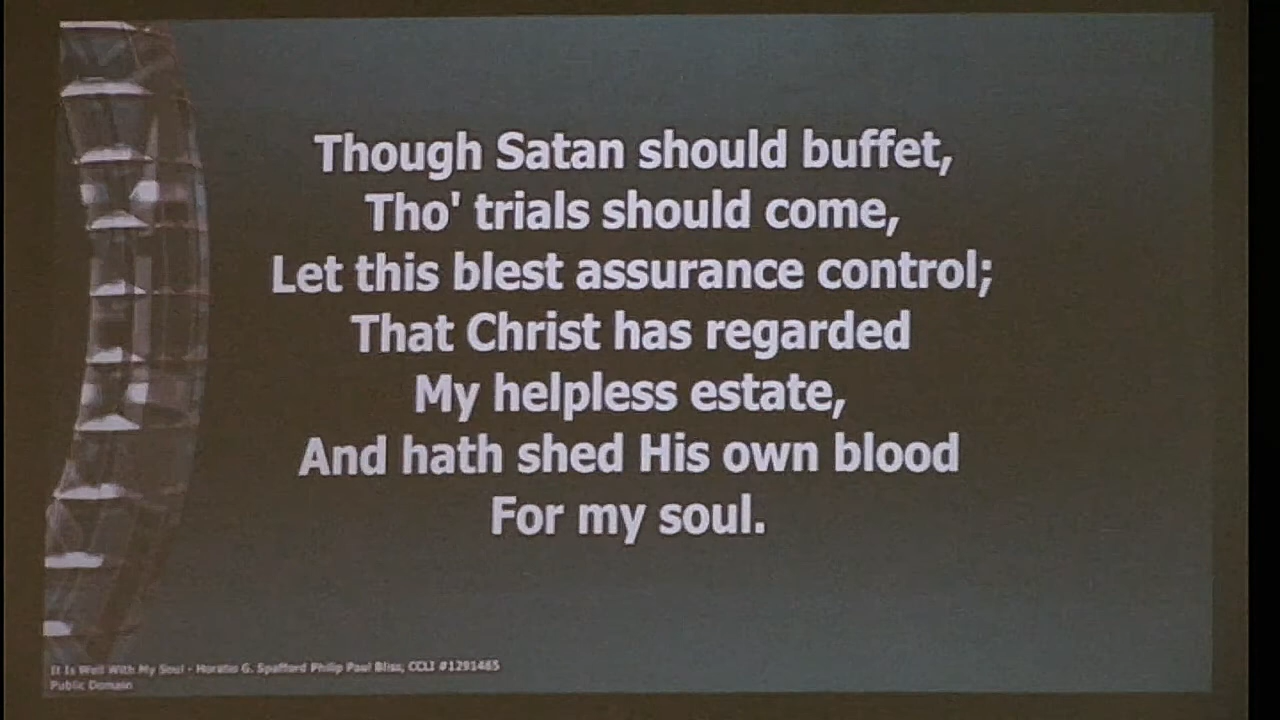 Though Satan should buffet,
Tho' trials should come,
Let this blest assurance control;
That Christ has regarded
My helpless estate,
And hath shed His own blood
For my soul.
It Is Well With My Soul - Horatio G. Spafford Philip Paul Bliss, CCLI #1291465
Public Domain